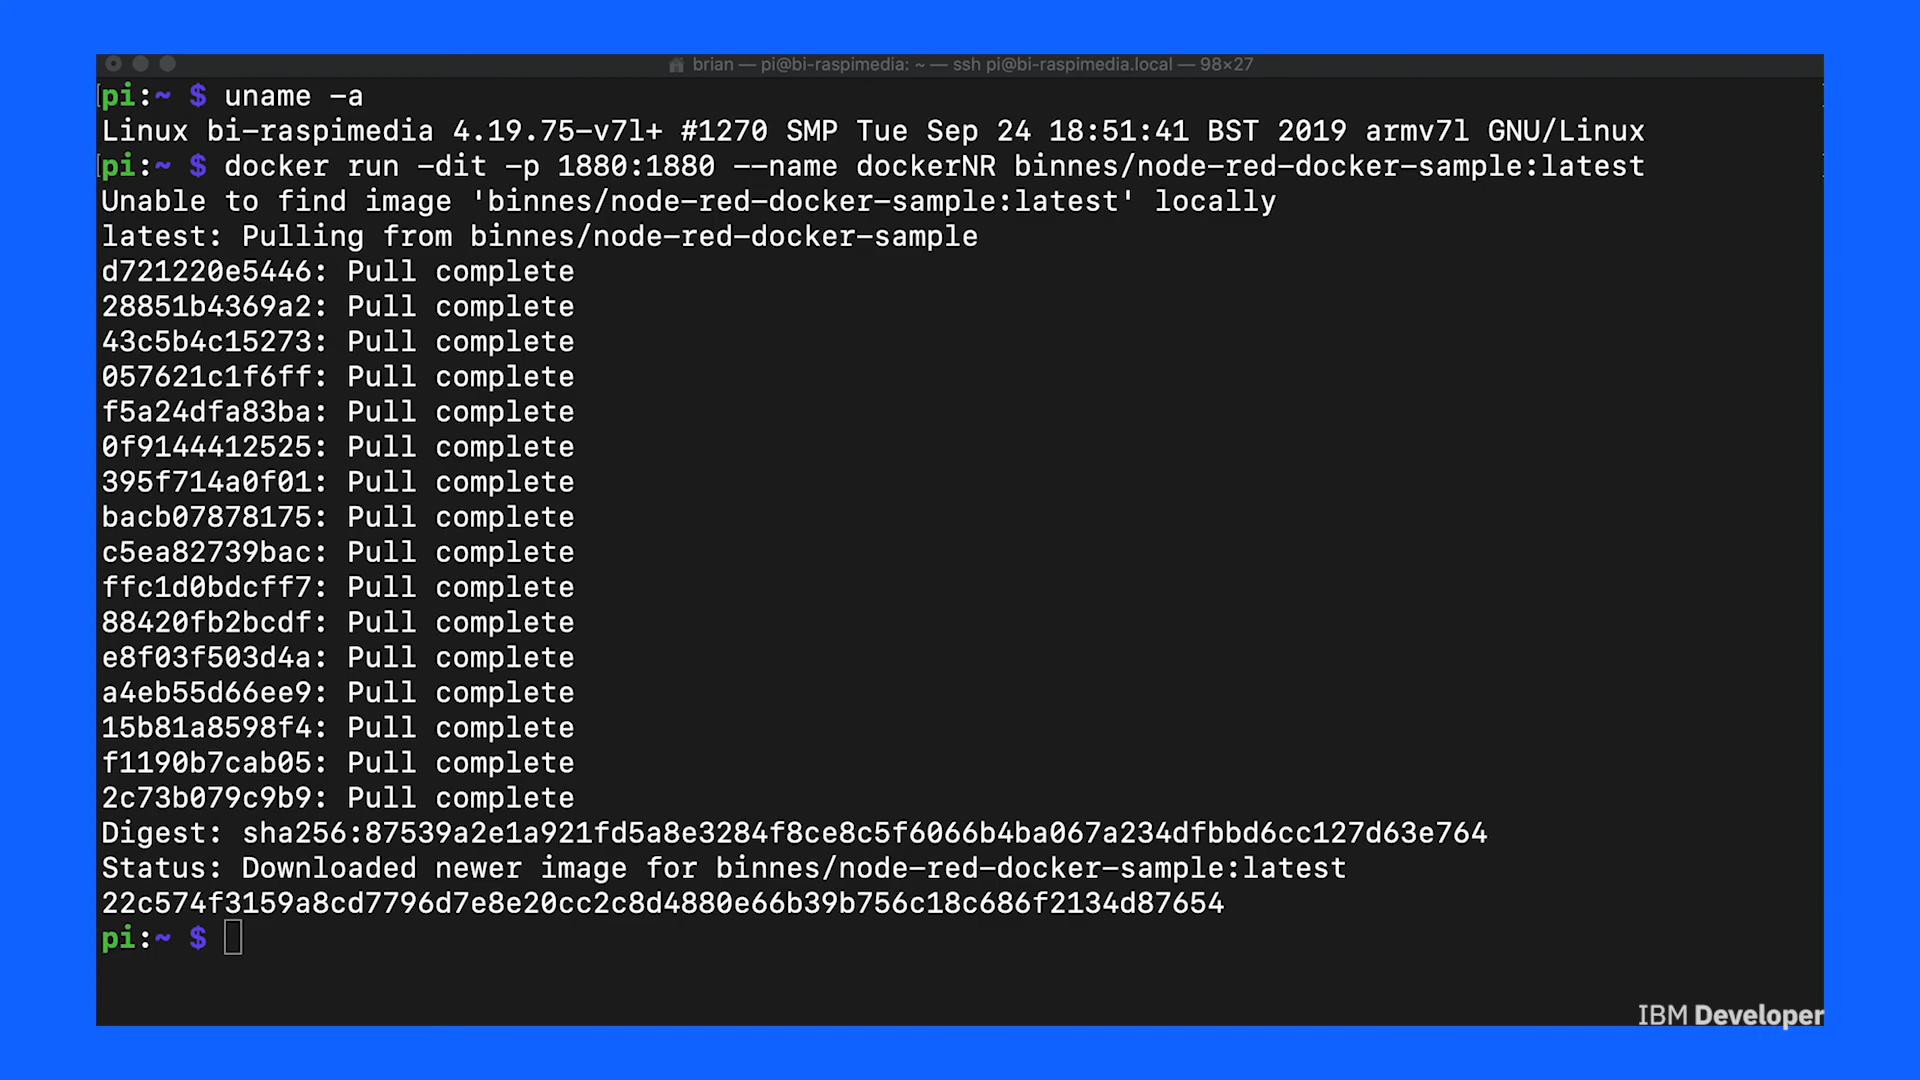 brian — pi@bi-raspimedia: ~ — ssh pi@bi-raspimedia.local — 98×27
[pi:~ $ uname -a
Linux bi-raspimedia 4.19.75-v7l+ #1270 SMP Tue Sep 24 18:51:41 BST 2019 armv7l GNU/Linux
[pi:~ $ docker run -dit -p 1880:1880 --name dockerNR binnes/node-red-docker-sample:latest
Unable to find image 'binnes/node-red-docker-sample:latest' locally
latest: Pulling from binnes/node-red-docker-sample
d721220e5446: Pull complete
28851b4369a2: Pull complete
43c5b4c15273: Pull complete
057621c1f6ff: Pull complete
f5a24dfa83ba: Pull complete
0f9144412525: Pull complete
395f714a0f01: Pull complete
bacb07878175: Pull complete
c5ea82739bac: Pull complete
ffc1d0bdcff7: Pull complete
88420fb2bcdf: Pull complete
e8f03f503d4a: Pull complete
a4eb55d66ee9: Pull complete
15b81a8598f4: Pull complete
f1190b7cab05: Pull complete
2c73b079c9b9: Pull complete
Digest: sha256:87539a2e1a921fd5a8e3284f8ce8c5f6066b4ba067a234dfbbd6cc127d63e764
Status: Downloaded newer image for binnes/node-red-docker-sample:latest
22c574f3159a8cd7796d7e8e20cc2c8d4880e66b39b756c18c686f2134d87654
pi:~ $
IBM Developer